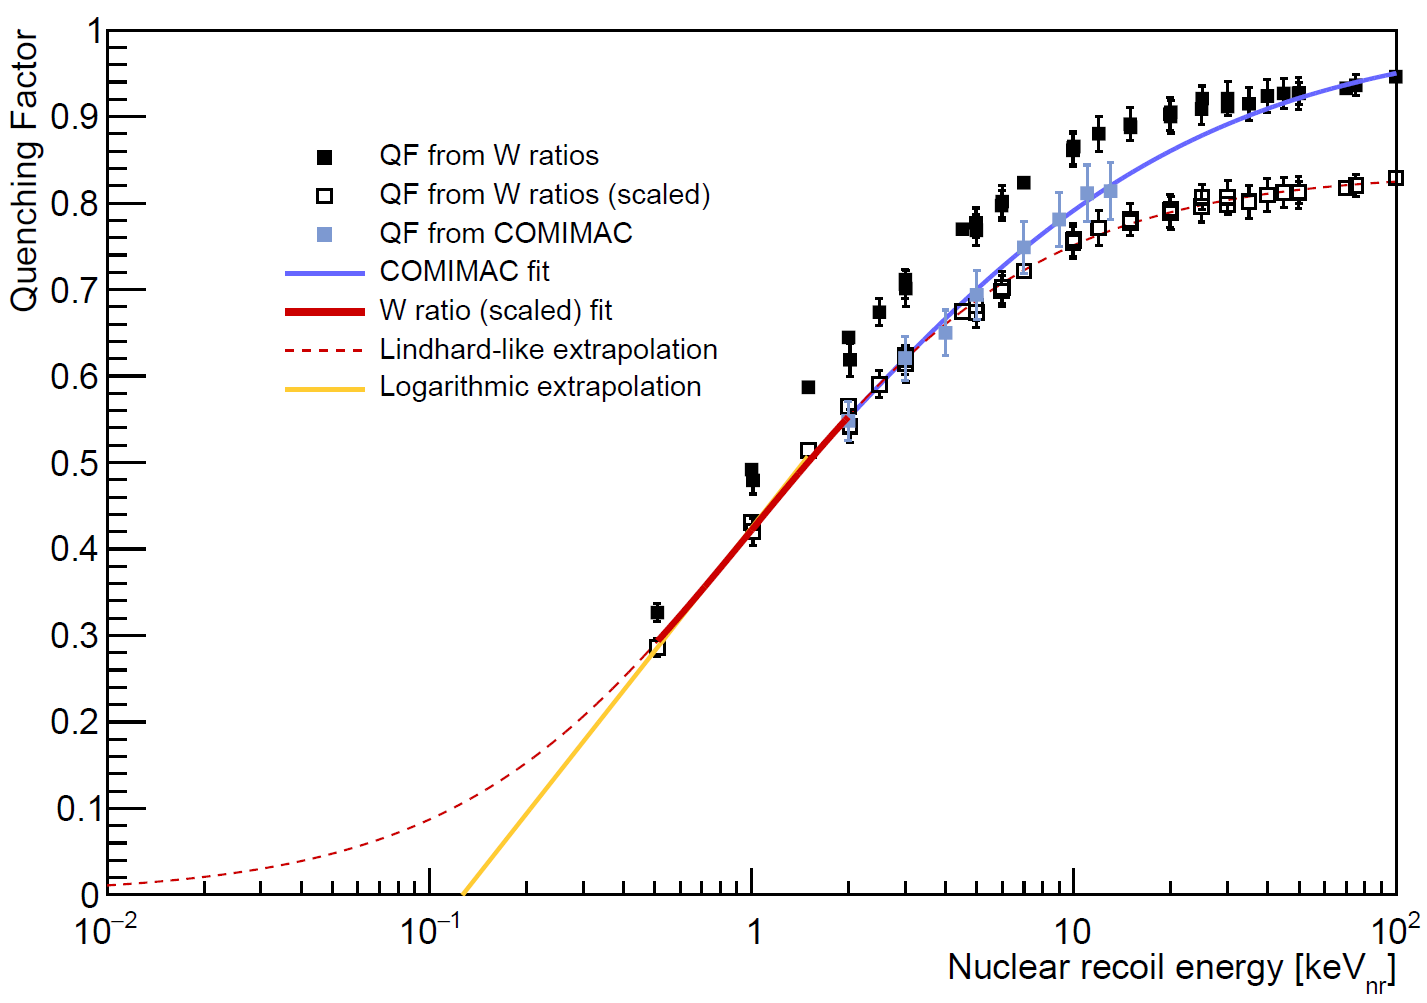 Quenching Factor
1
0.9
0.8
0.7
0.6
0.5
0.4
0.3
0.2
0.1
0
QF from W ratios
QF from W ratios (scaled)
QF from COMIMAC
COMIMAC fit
W ratio (scaled) fit
Lindhard-like extrapolation
Logarithmic extrapolation
10⁻² 10⁻¹ 1 10 10²
Nuclear recoil energy [keVnr]